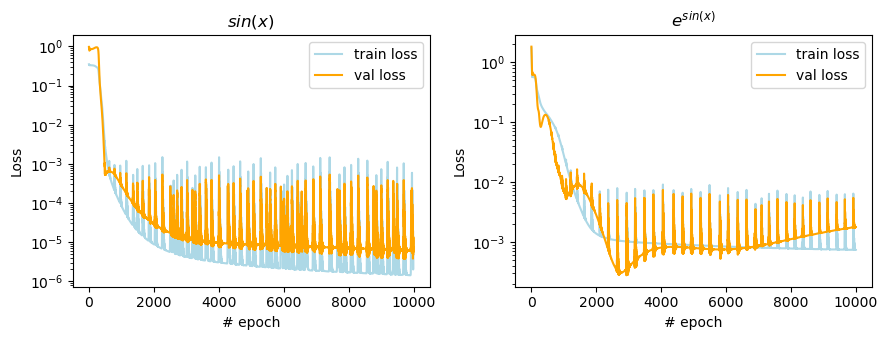 sin(x)
10^0
10^-1
10^-2
10^-3
10^-4
10^-5
10^-6
Loss
train loss
val loss
0 2000 4000 6000 8000 10000
# epoch
e^sin(x)
10^0
10^-1
10^-2
10^-3
Loss
train loss
val loss
0 2000 4000 6000 8000 10000
# epoch